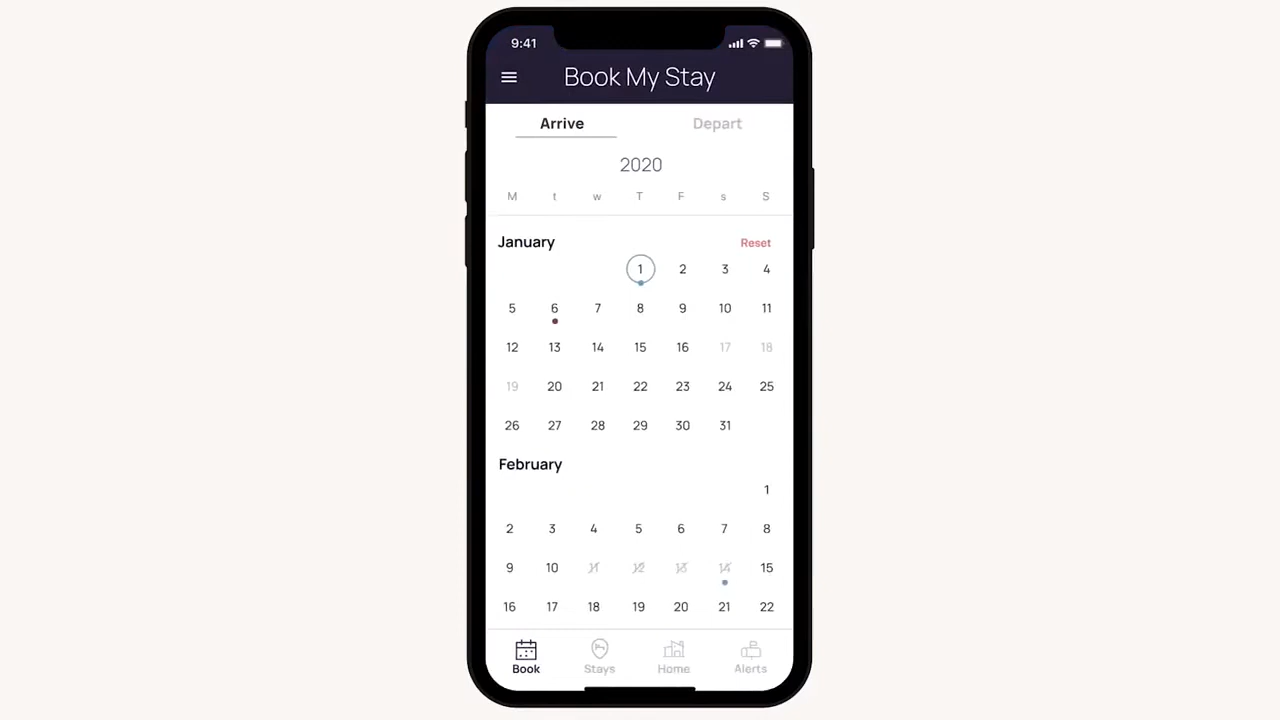 9:41
Book My Stay
Arrive Depart
2020
M t w T F s S
January Reset
1 2 3 4
5 6 7 8 9 10 11
12 13 14 15 16 17 18
19 20 21 22 23 24 25
26 27 28 29 30 31
February
1
2 3 4 5 6 7 8
9 10 11 12 13 14 15
16 17 18 19 20 21 22
Book Stays Home Alerts